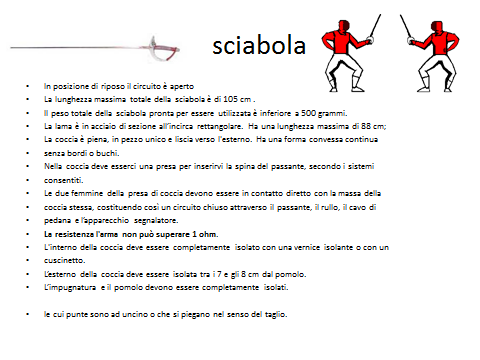 sciabola
• In posizione di riposo il circuito è aperto
• La lunghezza massima totale della sciabola è di 105 cm .
• Il peso totale della sciabola pronta per essere utilizzata è inferiore a 500 grammi.
• La lama è in acciaio di sezione all'incirca rettangolare. Ha una lunghezza massima di 88 cm;
• La coccia è piena, in pezzo unico e liscia verso l'esterno. Ha una forma convessa continua
• senza bordi o buchi.
• Nella coccia deve esserci una presa per inserirvi la spina del passante, secondo i sistemi
• consentiti.
• Le due femmine della presa di coccia devono essere in contatto diretto con la massa della
• coccia stessa, costituendo così un circuito chiuso attraverso il passante, il rullo, il cavo di
• pedana e l'apparecchio segnalatore.
• La resistenza l'arma non può superare 1 ohm.
• L'interno della coccia deve essere completamente isolato con una vernice isolante o con un
• cuscinetto.
• L'esterno della coccia deve essere isolata tra i 7 e gli 8 cm dal pomolo.
• L'impugnatura e il pomolo devono essere completamente isolati.
• le cui punte sono ad uncino o che si piegano nel senso del taglio.